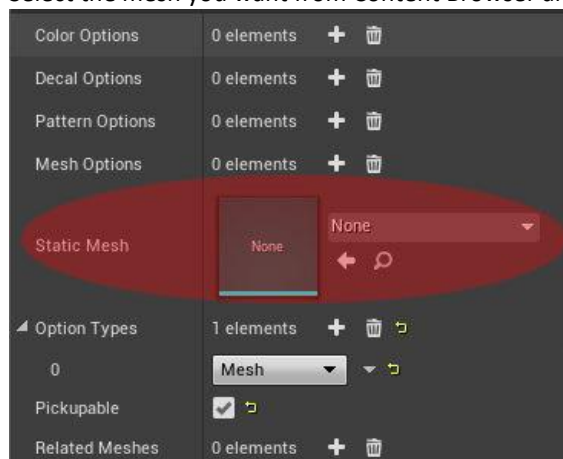 Select the mesh you want from Content Browser an
Color Options 0 elements
Decal Options 0 elements
Pattern Options 0 elements
Mesh Options 0 elements
Static Mesh None None
Option Types 1 elements
0 Mesh
Pickupable
Related Meshes 0 elements